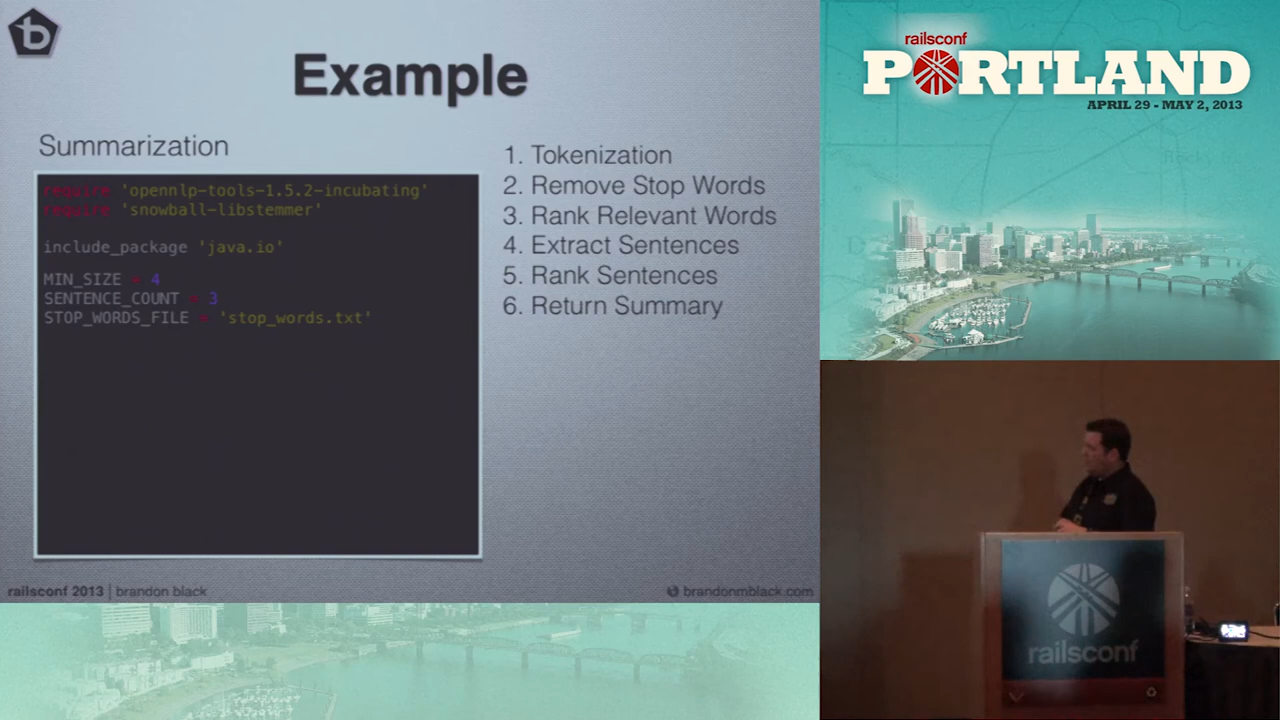 Example
Summarization
require 'opennlp-tools-1.5.2-incubating'
require 'snowball-libstemmer'
include_package 'java.io'
MIN_SIZE = 4
SENTENCE_COUNT = 3
STOP_WORDS_FILE = 'stop_words.txt'
1. Tokenization
2. Remove Stop Words
3. Rank Relevant Words
4. Extract Sentences
5. Rank Sentences
6. Return Summary
railsconf 2013 | brandon black
brandonmblack.com
railsconf
PORTLAND
APRIL 29 - MAY 2, 2013
railsconf